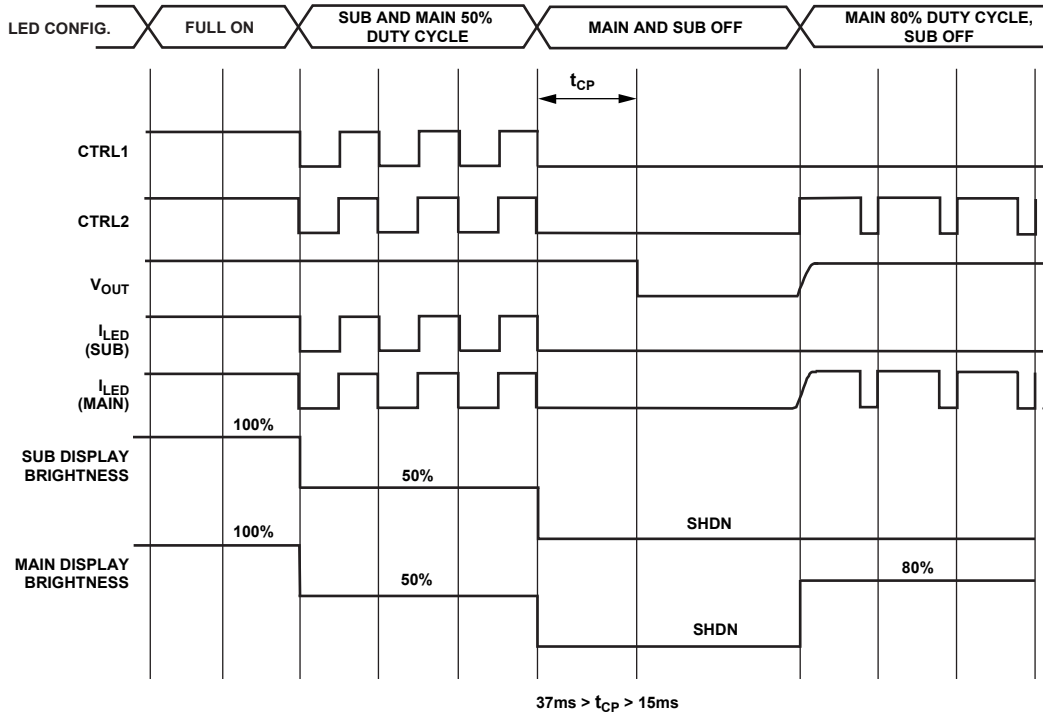 LED CONFIG.
FULL ON
SUB AND MAIN 50%
DUTY CYCLE
MAIN AND SUB OFF
MAIN 80% DUTY CYCLE,
SUB OFF
tCP
CTRL1
CTRL2
VOUT
ILED
(SUB)
ILED
(MAIN)
100%
SUB DISPLAY
BRIGHTNESS
50%
SHDN
100%
MAIN DISPLAY
BRIGHTNESS
50%
80%
SHDN
37ms > tCP > 15ms